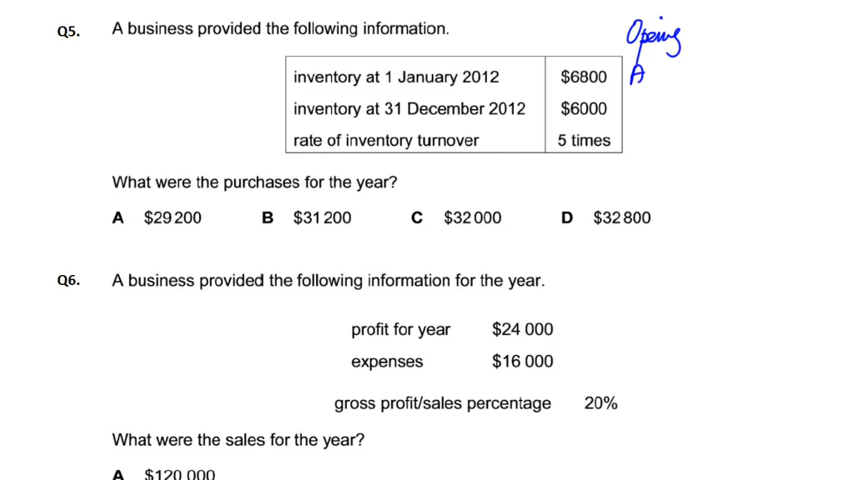 Q5. A business provided the following information.
Opening
A
inventory at 1 January 2012 $6800
inventory at 31 December 2012 $6000
rate of inventory turnover 5 times
What were the purchases for the year?
A $29 200 B $31 200 C $32 000 D $32 800
Q6. A business provided the following information for the year.
profit for year $24 000
expenses $16 000
gross profit/sales percentage 20%
What were the sales for the year?
A $120 000